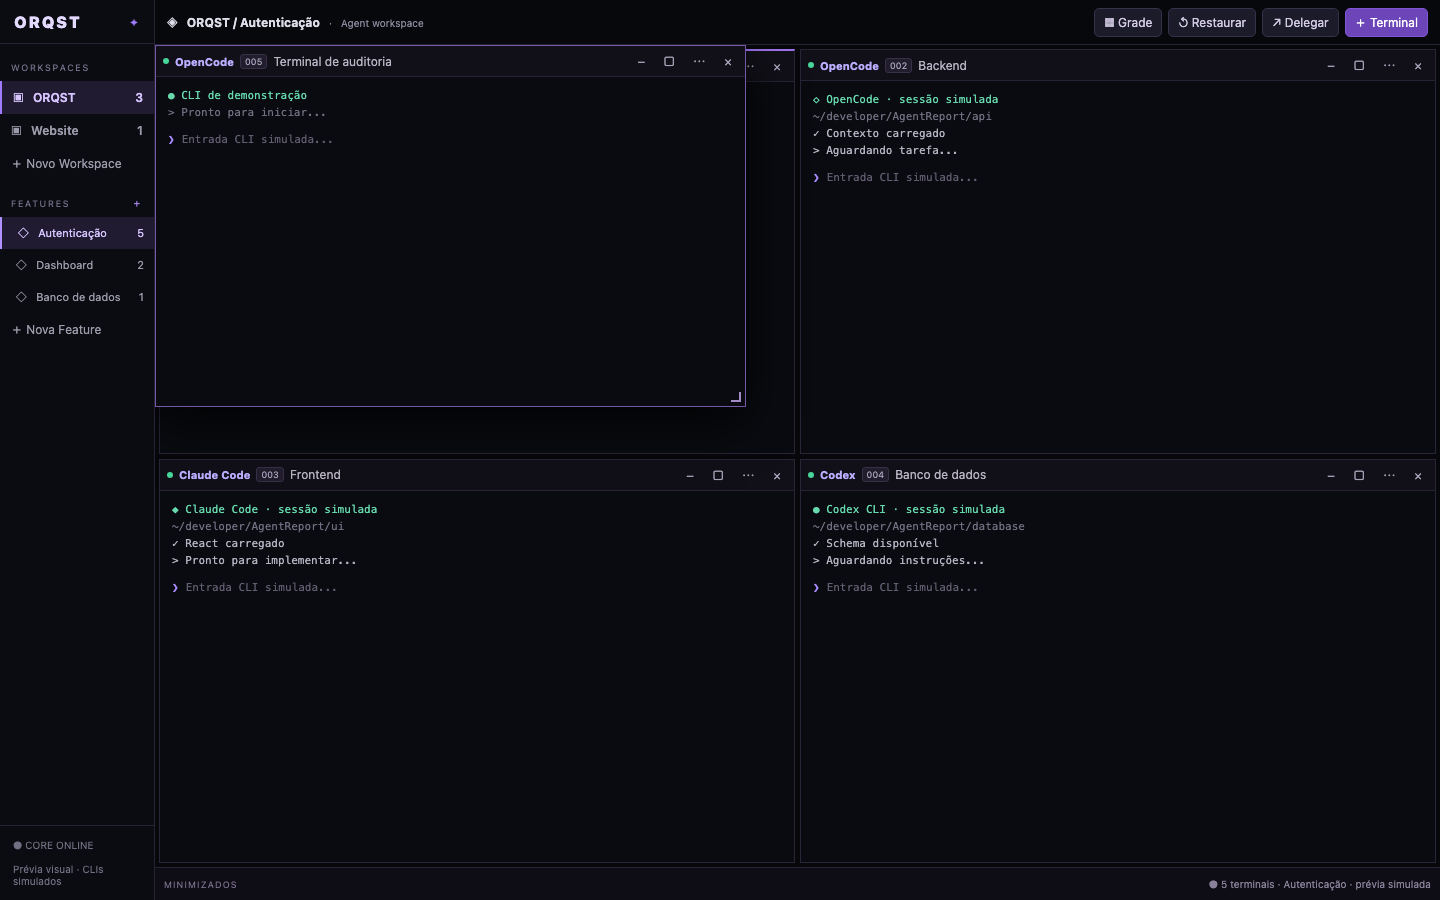 ORQST
ORQST / Autenticação · Agent workspace
Grade
Restaurar
Delegar
+ Terminal
WORKSPACES
ORQST 3
Website 1
+ Novo Workspace
FEATURES +
Autenticação 5
Dashboard 2
Banco de dados 1
+ Nova Feature
CORE ONLINE
Prévia visual · CLIs
simulados
OpenCode 005 Terminal de auditoria
● CLI de demonstração
> Pronto para iniciar...
❯ Entrada CLI simulada...
OpenCode 002 Backend
◇ OpenCode · sessão simulada
~/developer/AgentReport/api
✓ Contexto carregado
> Aguardando tarefa...
❯ Entrada CLI simulada...
Claude Code 003 Frontend
◆ Claude Code · sessão simulada
~/developer/AgentReport/ui
✓ React carregado
> Pronto para implementar...
❯ Entrada CLI simulada...
Codex 004 Banco de dados
● Codex CLI · sessão simulada
~/developer/AgentReport/database
✓ Schema disponível
> Aguardando instruções...
❯ Entrada CLI simulada...
MINIMIZADOS
5 terminais · Autenticação · prévia simulada